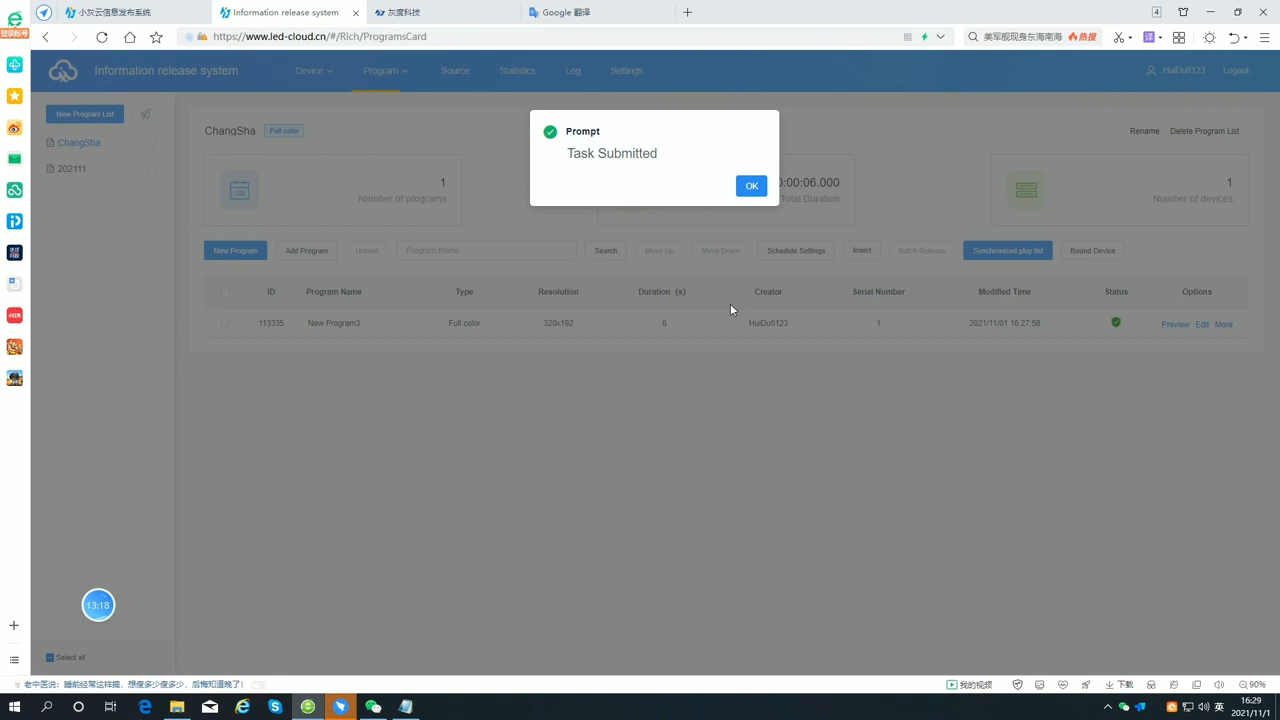 小灰云信息发布系统 Information release system 灰度科技 Google 翻译 4
登录账号 https://www.led-cloud.cn/#/Rich/ProgramsCard 美军舰现身东海南海 热搜
Information release system Device Program Source Statistics Log Settings HuiDu0123 Logout
New Program List
ChangSha
202111
ChangSha Full color Rename Delete Program List
Prompt
Task Submitted
OK
1
Number of programs
0:00:06.000
Total Duration
1
Number of devices
New Program Add Program Unbind Program Name Search Move Up Move Down Schedule Settings Insert Batch Release Synchronized play list Bound Device
ID Program Name Type Resolution Duration (s) Creator Serial Number Modified Time Status Options
113335 New Program3 Full color 320x192 6 HuiDu0123 1 2021/11/01 16:27:58 Preview Edit More
13:18
Select all
老中医说：睡前经常这样搞，想瘦多少瘦多少，后悔知道晚了！ 我的视频 下载 90%
英 16:29
2021/11/1